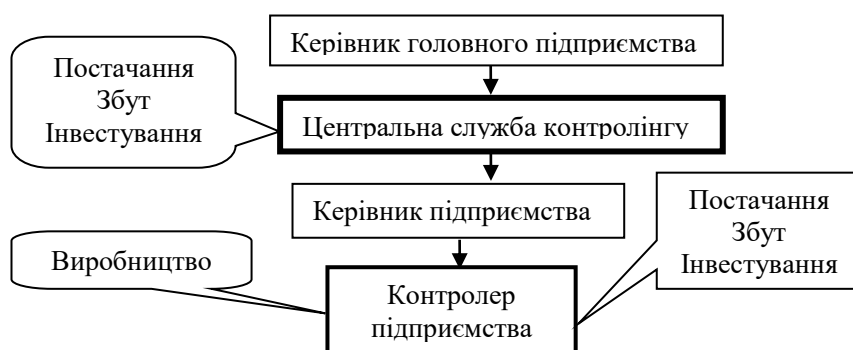 Керівник головного підприємства
Постачання
Збут
Інвестування
Центральна служба контролінгу
Керівник підприємства
Постачання
Збут
Інвестування
Виробництво
Контролер
підприємства